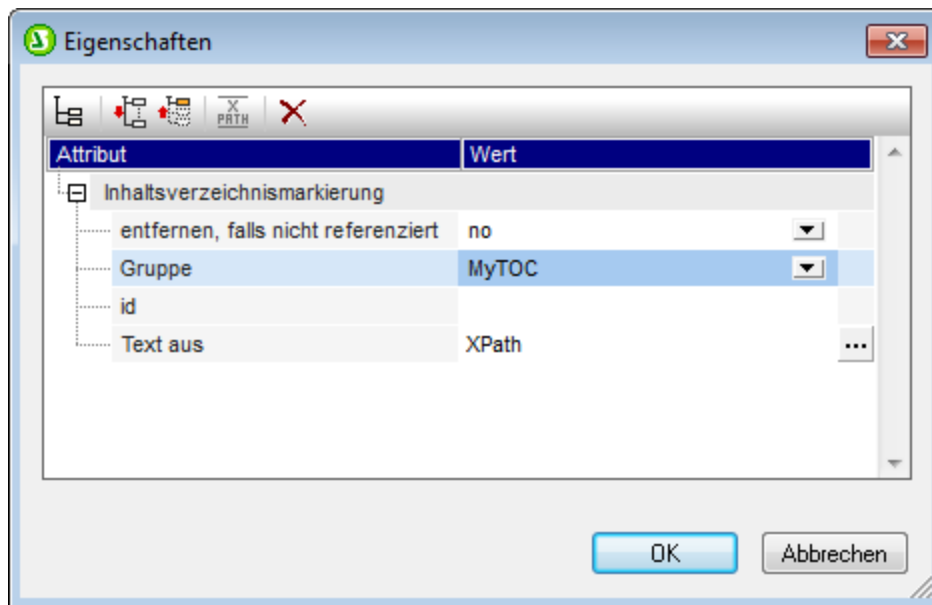 Eigenschaften
X
PATH
Attribut Wert
Inhaltsverzeichnismarkierung
entfernen, falls nicht referenziert no
Gruppe MyTOC
id
Text aus XPath ...
OK Abbrechen